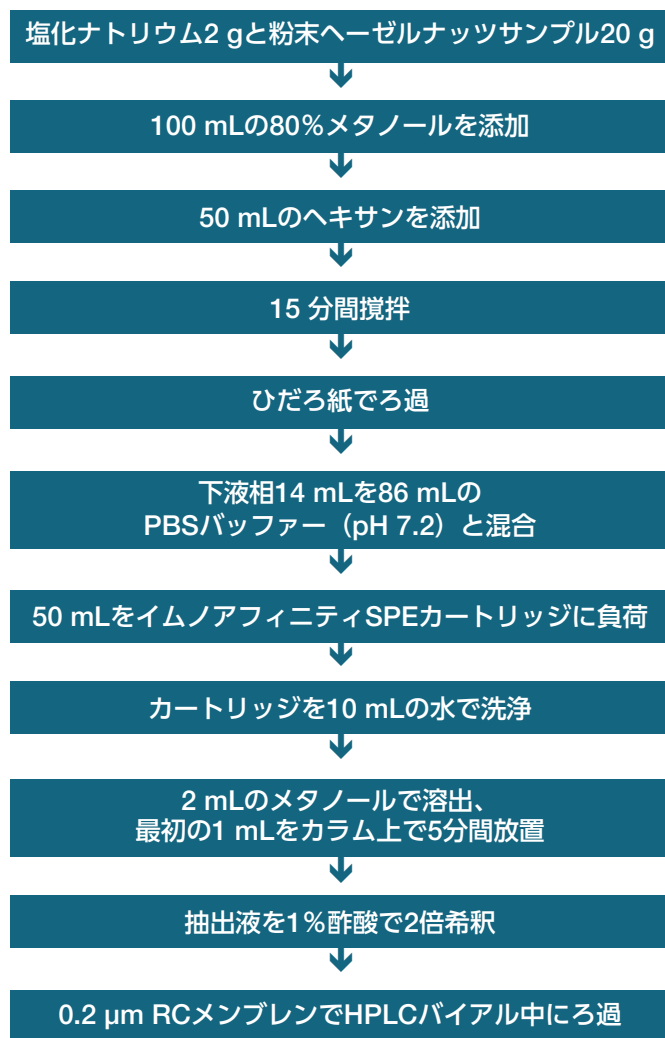 塩化ナトリウム2 gと粉末ヘーゼルナッツサンプル20 g
100 mLの80%メタノールを添加
50 mLのヘキサンを添加
15 分間撹拌
ひだろ紙でろ過
下液相14 mLを86 mLの
PBSバッファー（pH 7.2）と混合
50 mLをイムノアフィニティSPEカートリッジに負荷
カートリッジを10 mLの水で洗浄
2 mLのメタノールで溶出、
最初の1 mLをカラム上で5分間放置
抽出液を1%酢酸で2倍希釈
0.2 µm RCメンブレンでHPLCバイアル中にろ過